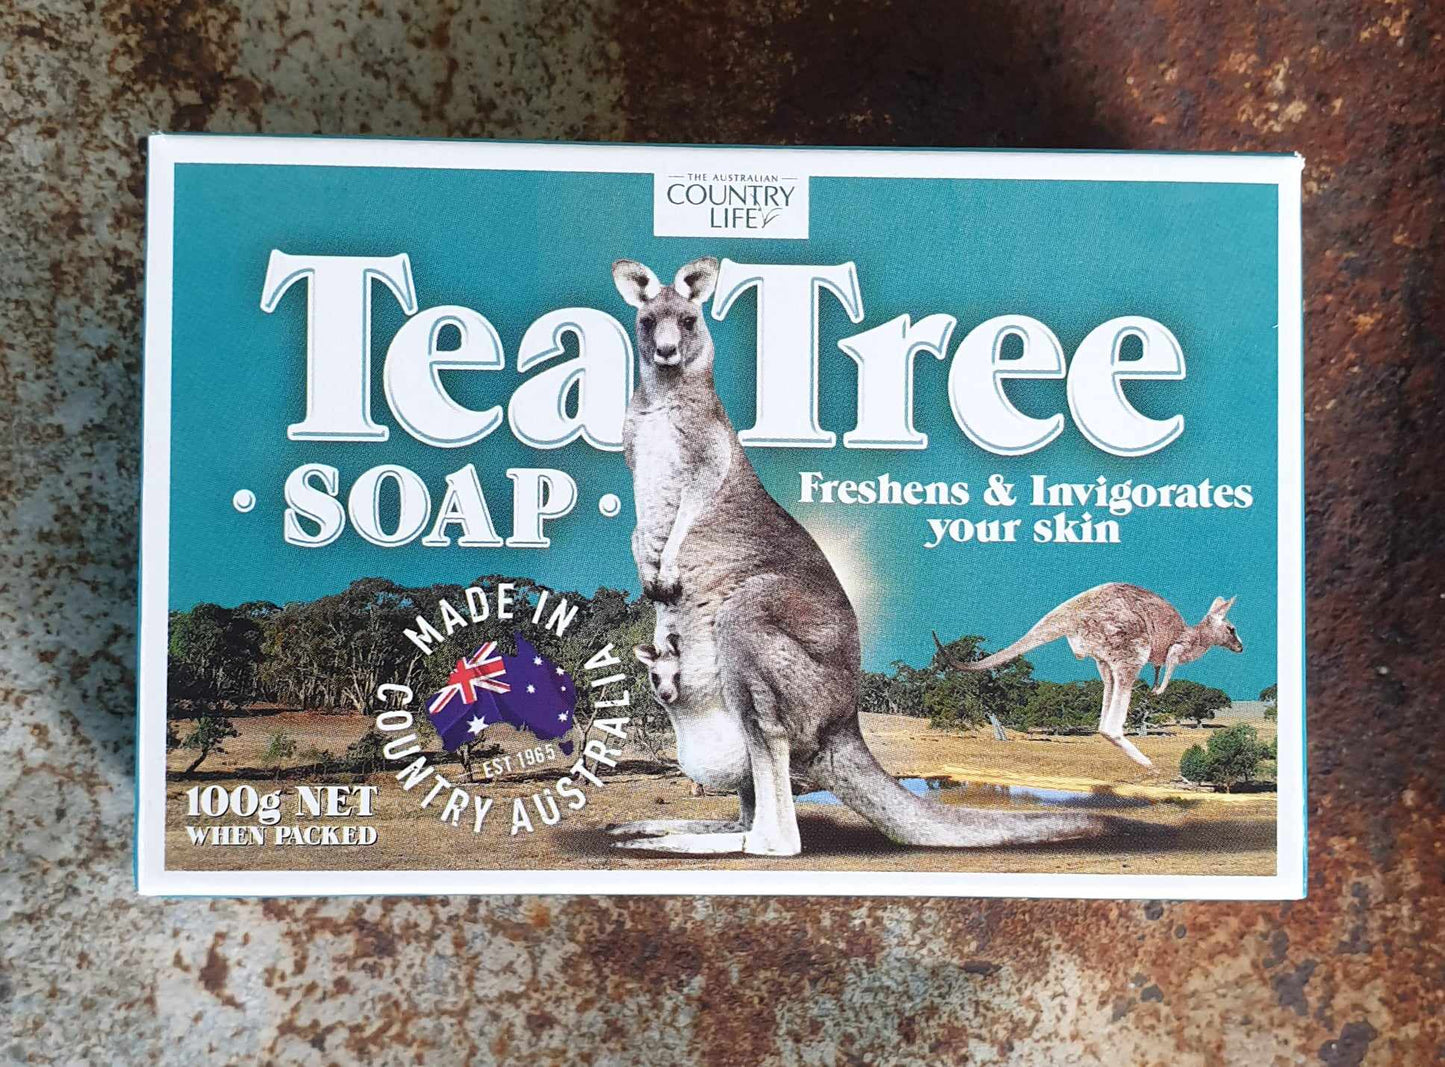 THE AUSTRALIAN
COUNTRY
LIFE
Tea Tree
• SOAP •
Freshens & Invigorates
your skin
MADE IN
COUNTRY AUSTRALIA
EST 1965
100g NET
WHEN PACKED